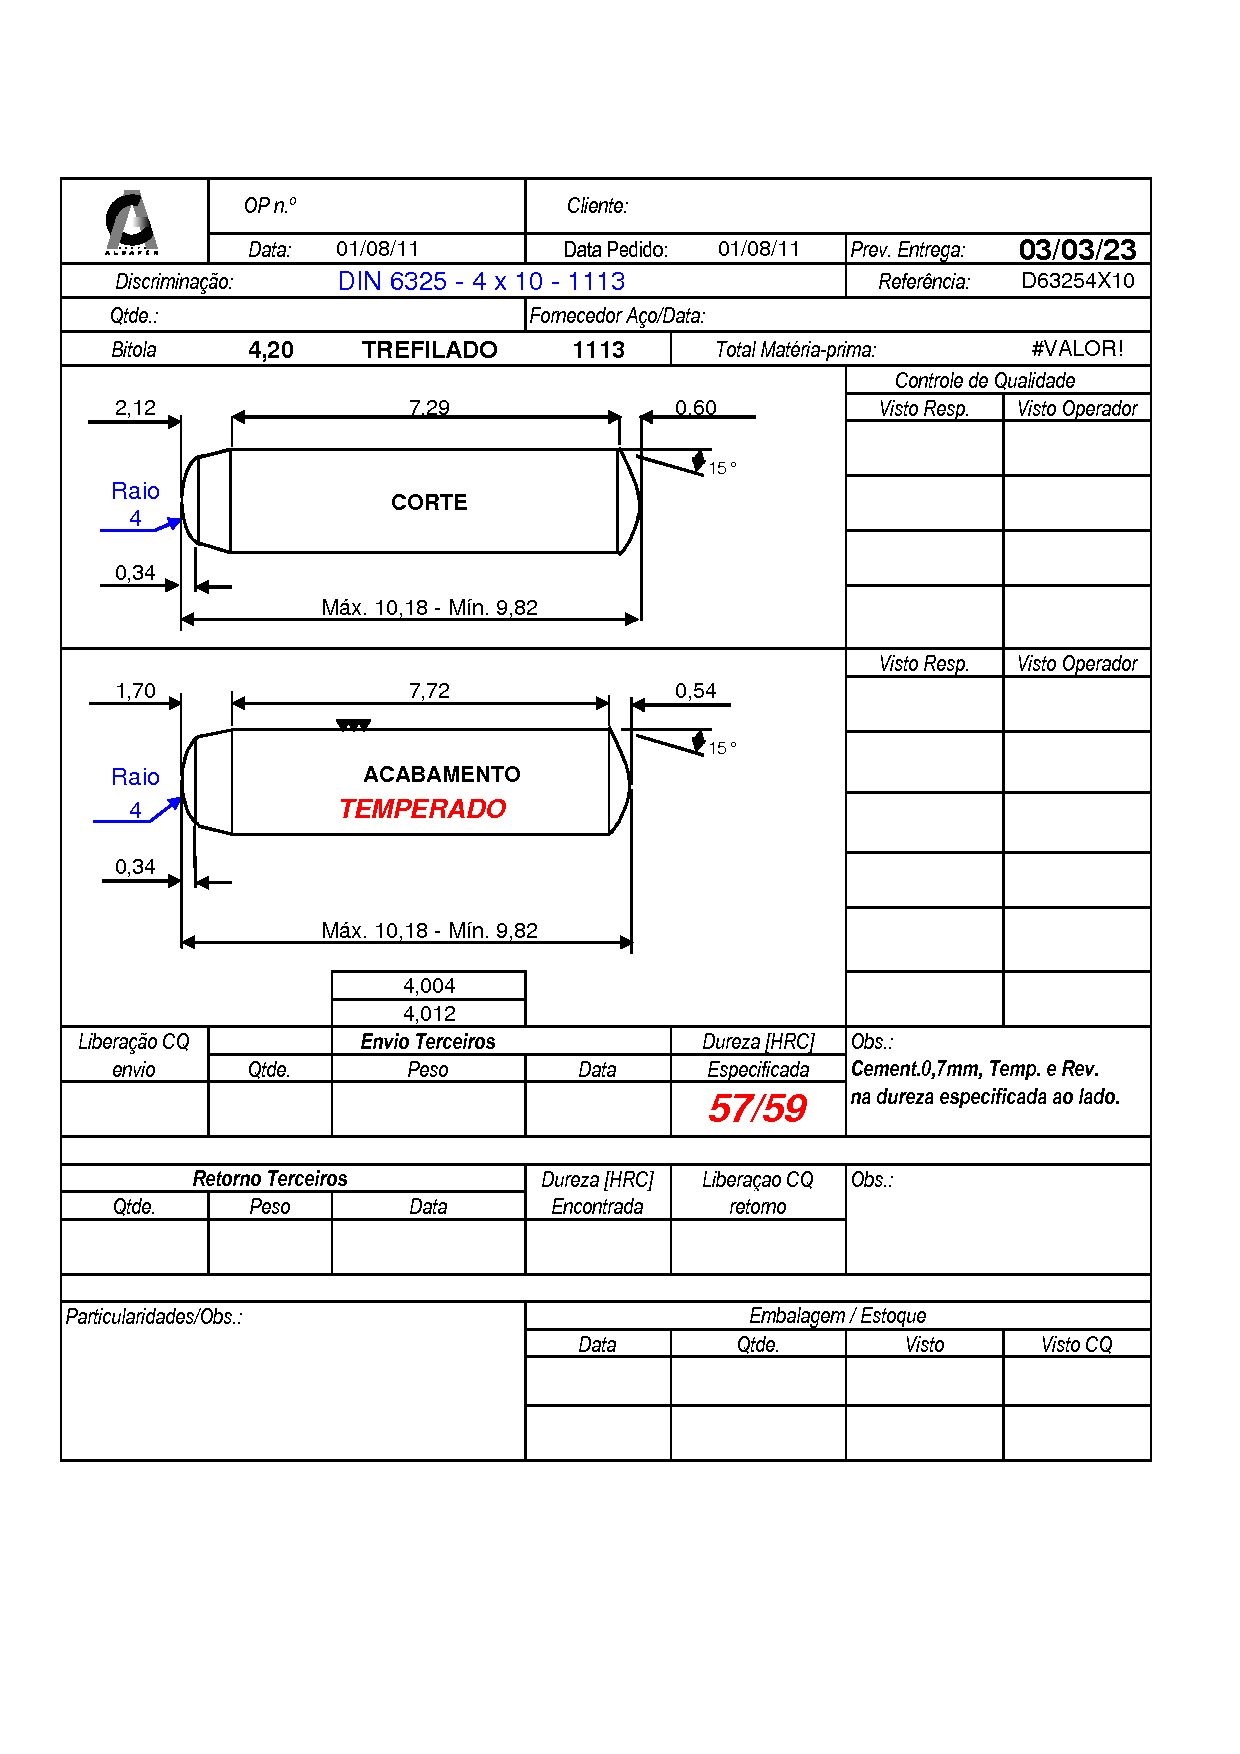 ALBAFER
OP n.º Cliente:
Data: 01/08/11 Data Pedido: 01/08/11 Prev. Entrega: 03/03/23
Discriminação: DIN 6325 - 4 x 10 - 1113 Referência: D63254X10
Qtde.: Fornecedor Aço/Data:
Bitola 4,20 TREFILADO 1113 Total Matéria-prima: #VALOR!
Controle de Qualidade
Visto Resp. Visto Operador
2,12 7,29 0,60
15°
Raio
4
CORTE
0,34
Máx. 10,18 - Mín. 9,82
Visto Resp. Visto Operador
1,70 7,72 0,54
15°
Raio
4
ACABAMENTO
TEMPERADO
0,34
Máx. 10,18 - Mín. 9,82
4,004
4,012
Liberação CQ Envio Terceiros Dureza [HRC] Obs.:
envio Qtde. Peso Data Especificada Cement.0,7mm, Temp. e Rev.
57/59 na dureza especificada ao lado.
Retorno Terceiros Dureza [HRC] Liberaçao CQ Obs.:
Qtde. Peso Data Encontrada retorno
Particularidades/Obs.: Embalagem / Estoque
Data Qtde. Visto Visto CQ